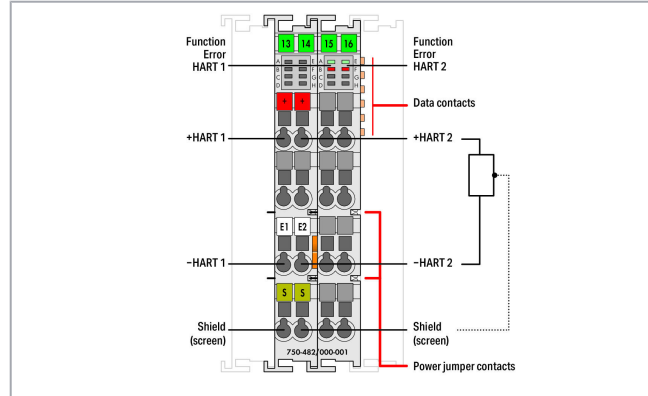 Function
Error
HART 1
13 14 15 16
Function
Error
HART 2
A E A E
B F B F
C G C G
D H D H
+ +
Data contacts
+HART 1
+HART 2
E1 E2
–HART 1
–HART 2
S S
Shield
(screen)
Shield
(screen)
750-482/000-001
Power jumper contacts